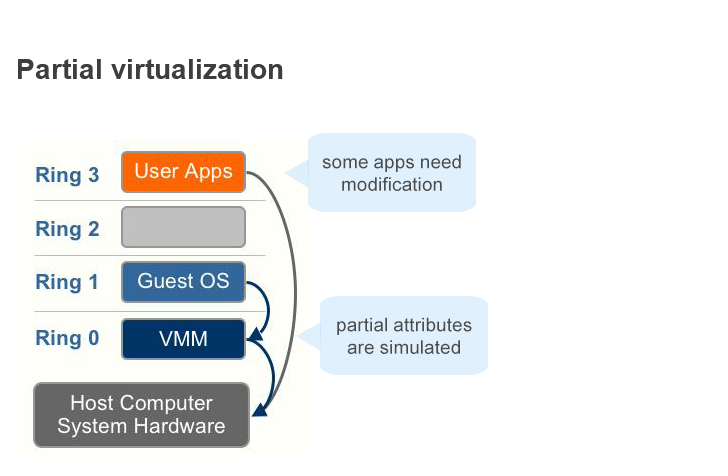 Partial virtualization
Ring 3
User Apps
some apps need
modification
Ring 2
Ring 1
Guest OS
Ring 0
VMM
partial attributes
are simulated
Host Computer
System Hardware